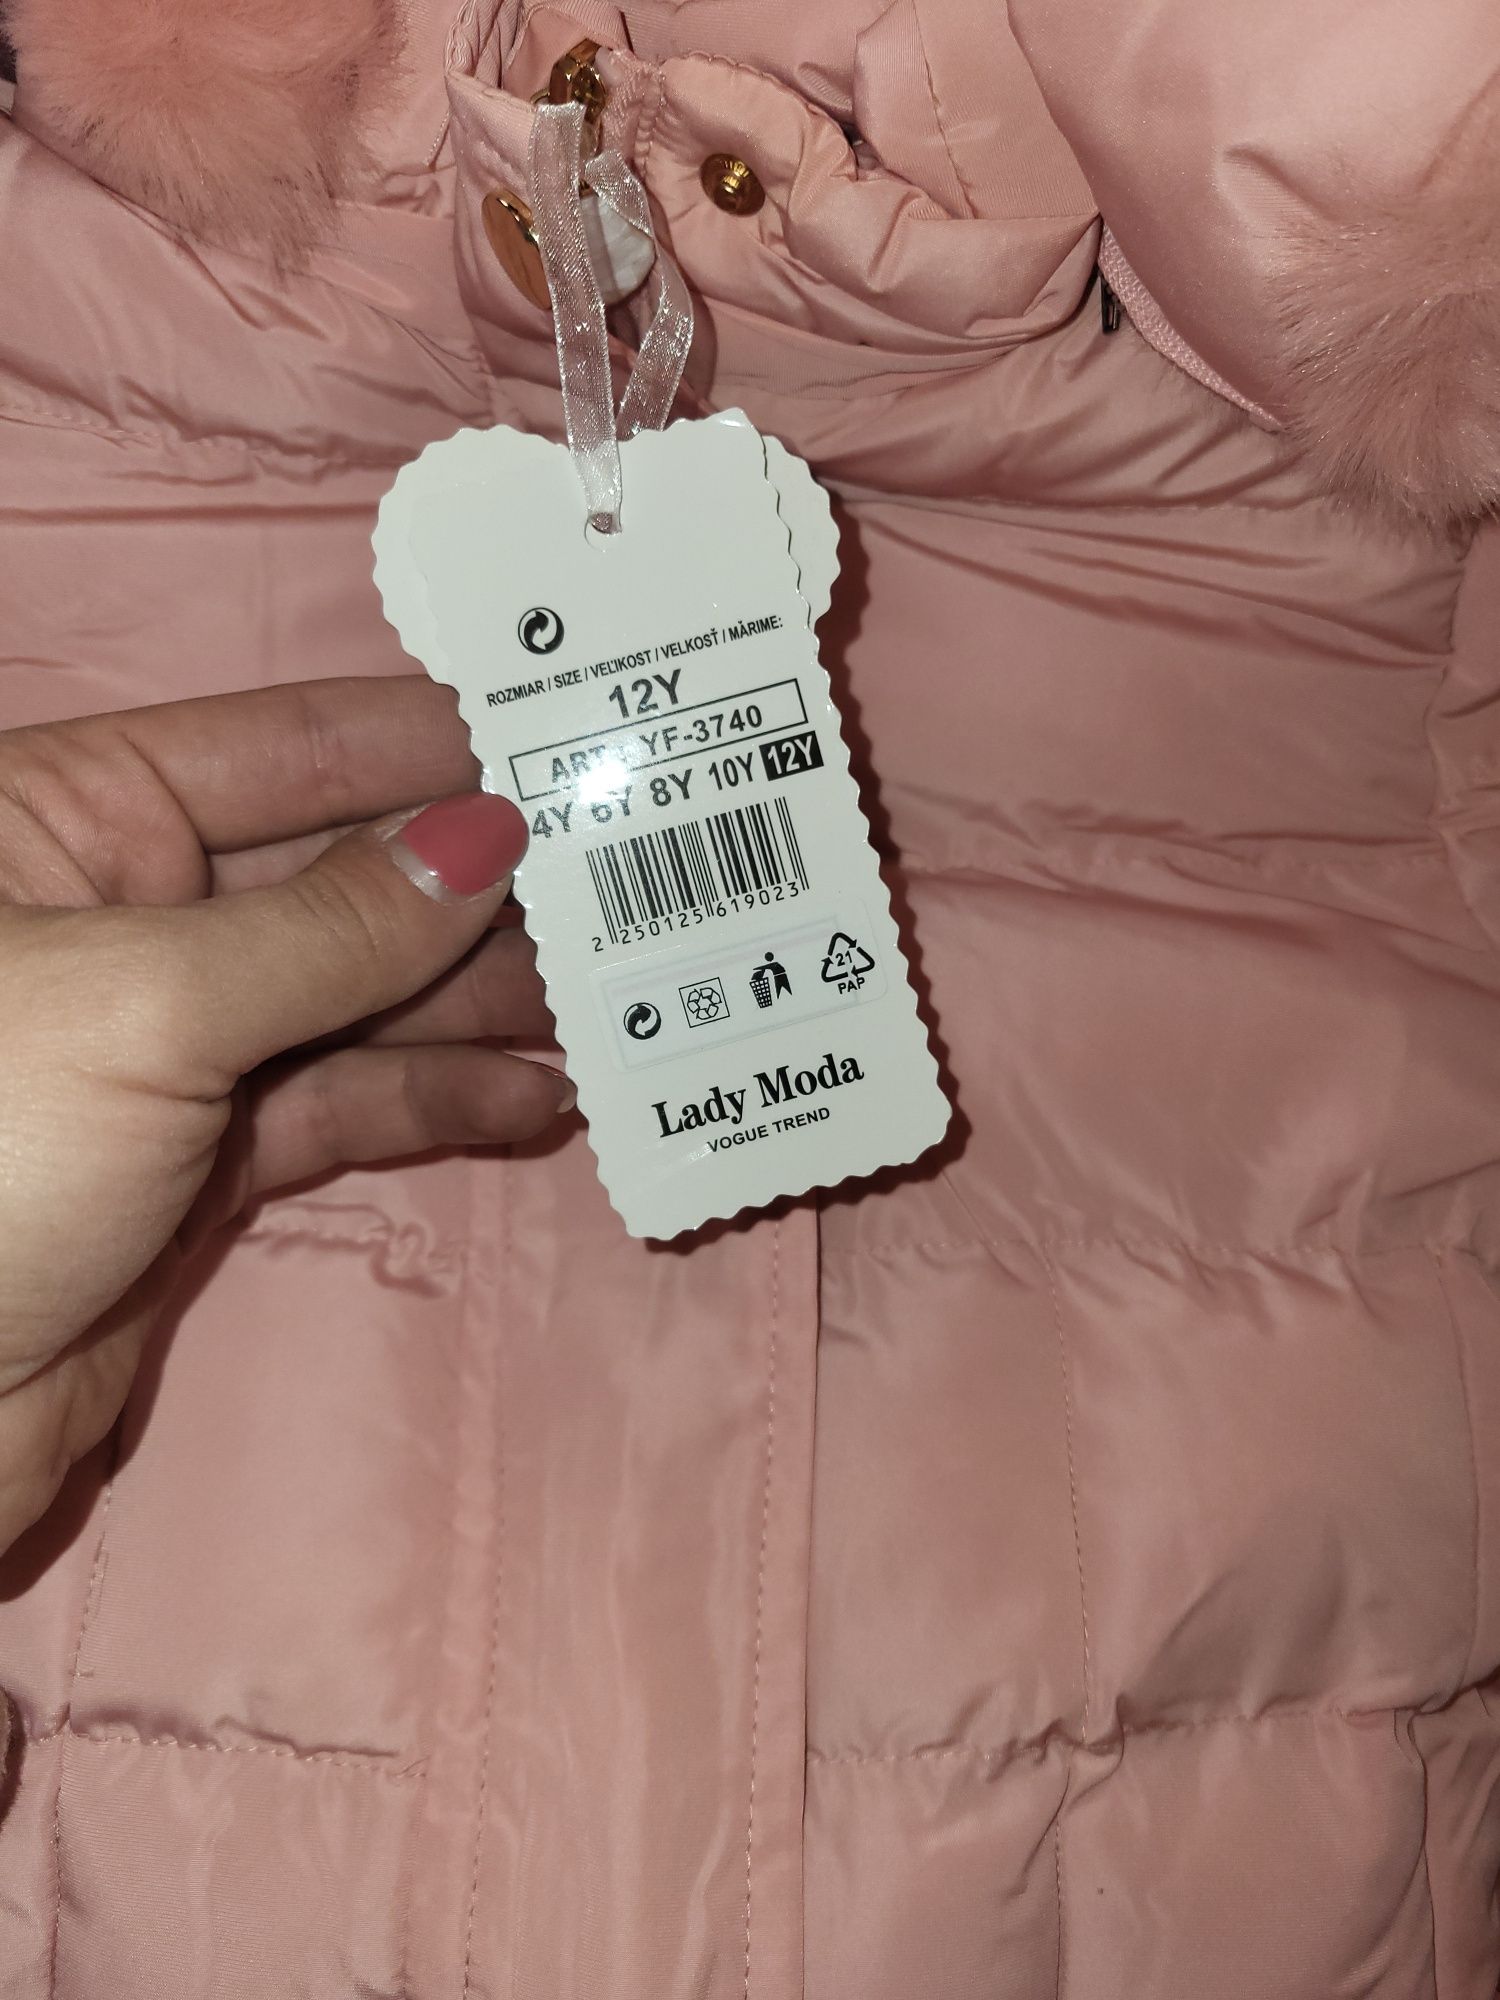 ROZMIAR / SIZE / VEĽIKOST / VELKOSŤ / MĂRIME:
12Y
ART.: YF-3740
4Y 6Y 8Y 10Y 12Y
2 250125 619023
21
PAP
Lady Moda
VOGUE TREND